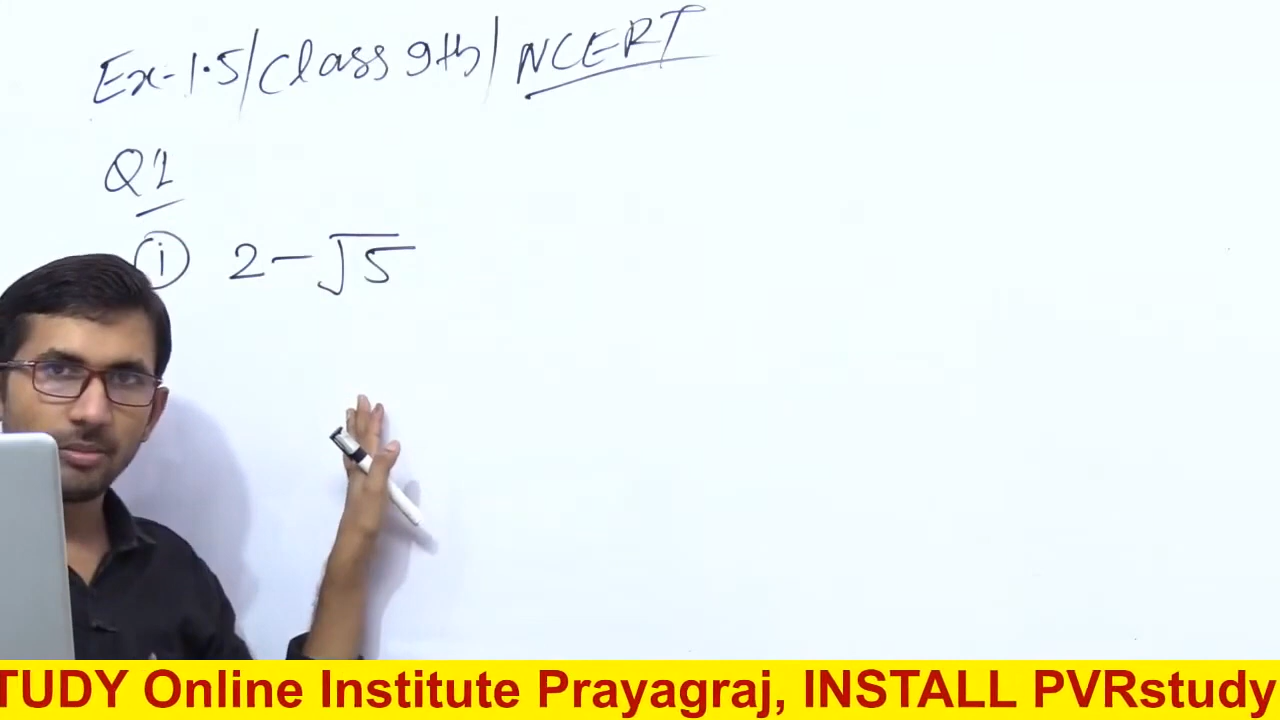 Ex-1.5/Class 9th/NCERT
Q1
(i) 2-√5
TUDY Online Institute Prayagraj, INSTALL PVRstudy